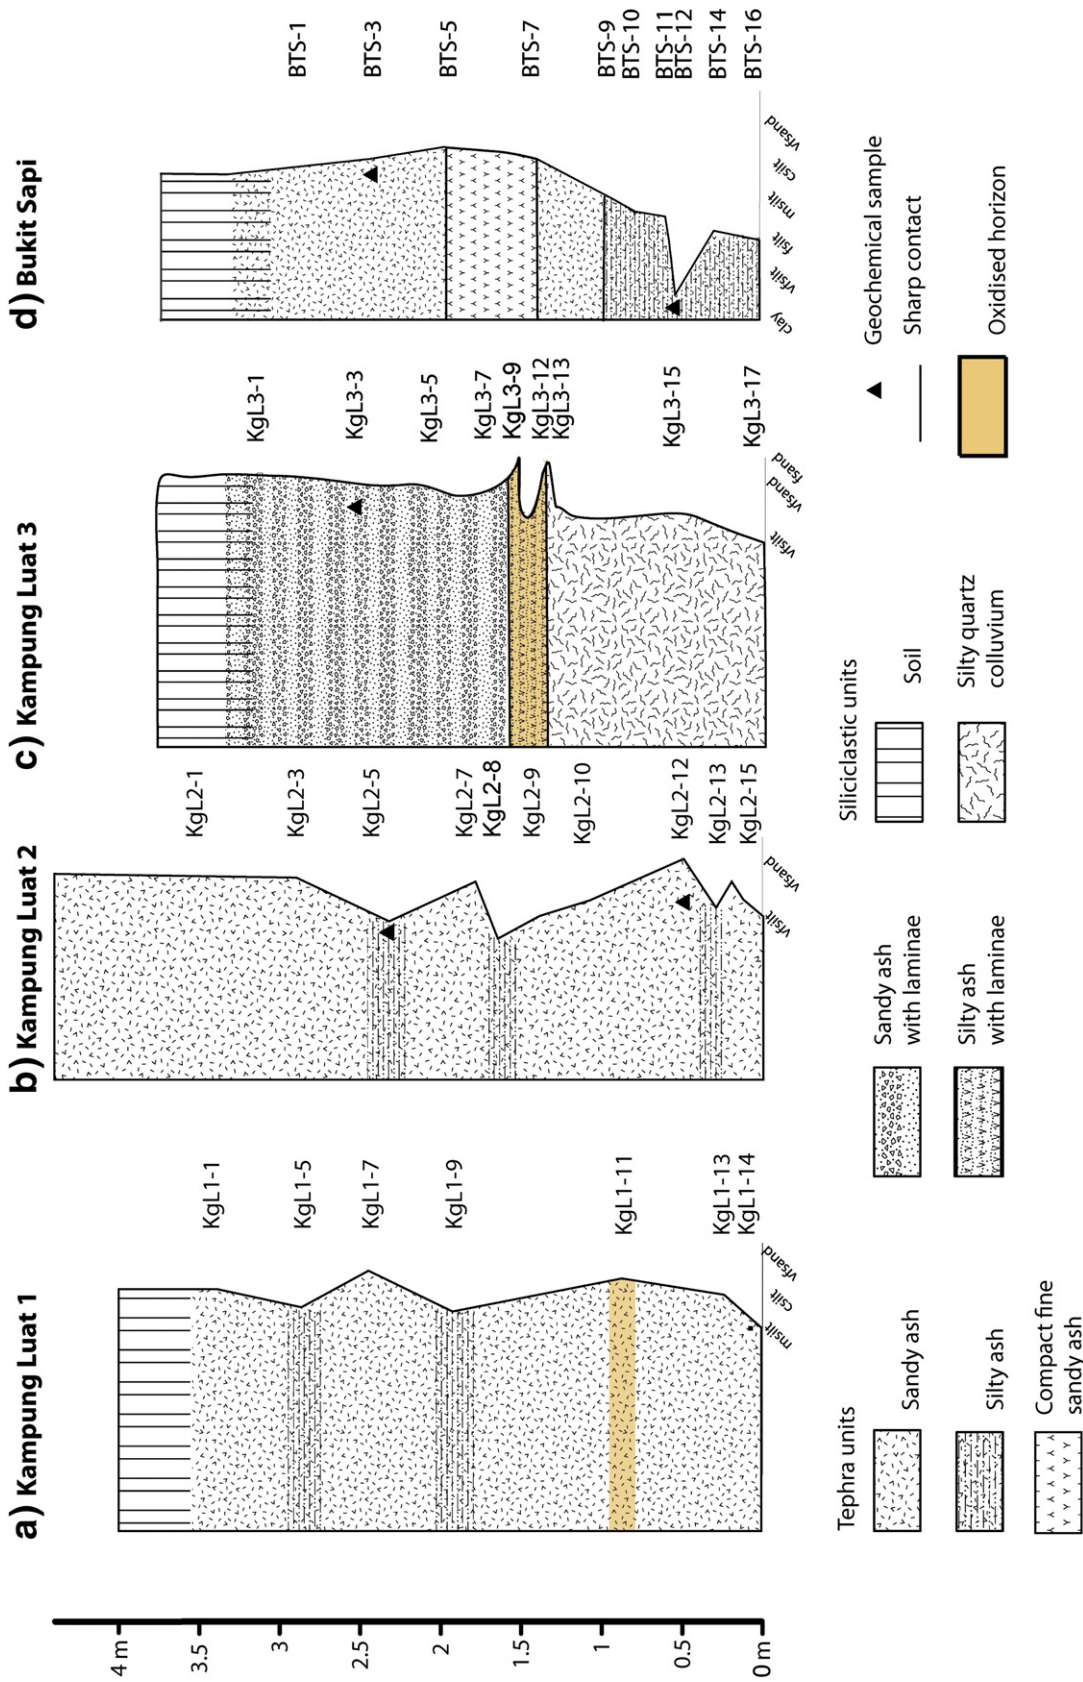 a) Kampung Luat 1
b) Kampung Luat 2
c) Kampung Luat 3
d) Bukit Sapi
4 m
3.5
3
2.5
2
1.5
1
0.5
0 m
KgL1-1
KgL1-5
KgL1-7
KgL1-9
KgL1-11
KgL1-13
KgL1-14
msilt
csilt
vfsand
KgL2-1
KgL2-3
KgL2-5
KgL2-7
KgL2-8
KgL2-9
KgL2-10
KgL2-12
KgL2-13
KgL2-15
vfsilt
vfsand
KgL3-1
KgL3-3
KgL3-5
KgL3-7
KgL3-9
KgL3-12
KgL3-13
KgL3-15
KgL3-17
vfsilt
vfsand
fsand
BTS-1
BTS-3
BTS-5
BTS-7
BTS-9
BTS-10
BTS-11
BTS-12
BTS-14
BTS-16
clay
vfsilt
fsilt
msilt
csilt
vfsand
Tephra units
Sandy ash
Silty ash
Compact fine
sandy ash
Sandy ash
with laminae
Silty ash
with laminae
Siliciclastic units
Soil
Silty quartz
colluvium
Geochemical sample
Sharp contact
Oxidised horizon